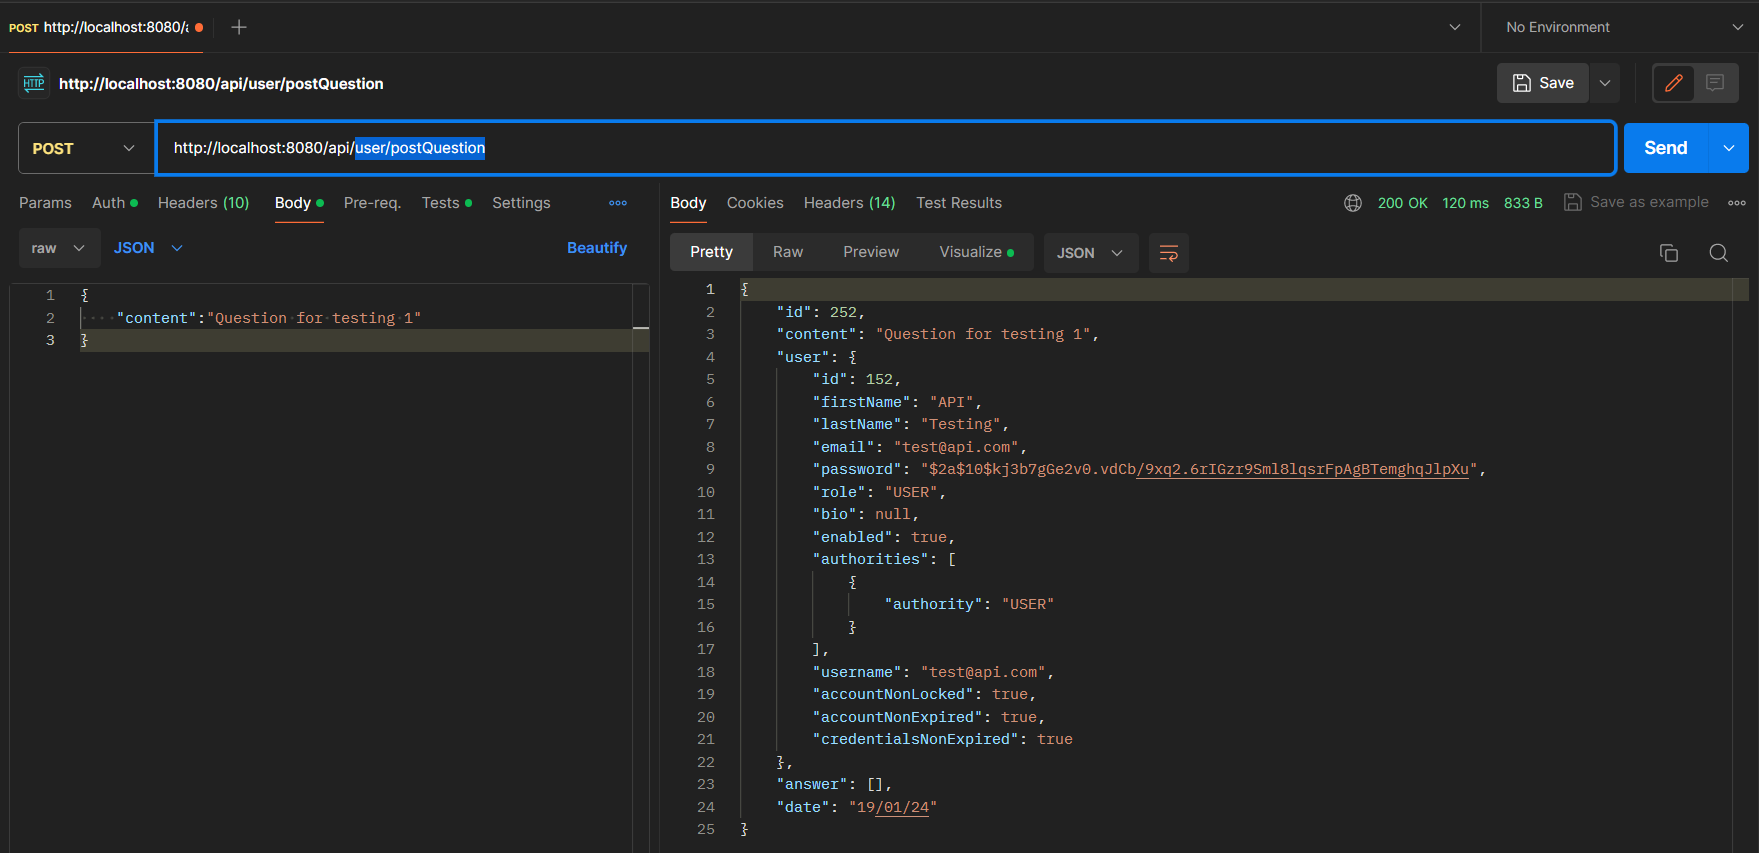 POST http://localhost:8080/a
No Environment
HTTP http://localhost:8080/api/user/postQuestion
Save
POST http://localhost:8080/api/user/postQuestion
Send
Params Auth Headers (10) Body Pre-req. Tests Settings
Body Cookies Headers (14) Test Results
200 OK 120 ms 833 B Save as example
raw JSON Beautify
Pretty Raw Preview Visualize JSON
1 {
2 "content":"Question for testing 1"
3 }
1 {
2 "id": 252,
3 "content": "Question for testing 1",
4 "user": {
5 "id": 152,
6 "firstName": "API",
7 "lastName": "Testing",
8 "email": "test@api.com",
9 "password": "$2a$10$kj3b7gGe2v0.vdCb/9xq2.6rIGzr9Sml8lqsrFpAgBTemghqJlpXu",
10 "role": "USER",
11 "bio": null,
12 "enabled": true,
13 "authorities": [
14 {
15 "authority": "USER"
16 }
17 ],
18 "username": "test@api.com",
19 "accountNonLocked": true,
20 "accountNonExpired": true,
21 "credentialsNonExpired": true
22 },
23 "answer": [],
24 "date": "19/01/24"
25 }